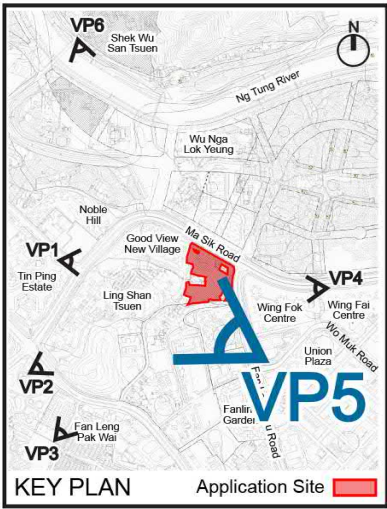 VP6
Shek Wu
San Tsuen
N
Ng Tung River
Wu Nga
Lok Yeung
Noble
Hill
Good View
New Village
Ma Sik Road
VP1
VP4
Tin Ping
Estate
Ling Shan
Tsuen
Wing Fok
Centre
Wing Fai
Centre
Wo Muk Road
Union
Plaza
VP2
VP5
Fan Leng
Pak Wai
VP3
Road
KEY PLAN
Application Site